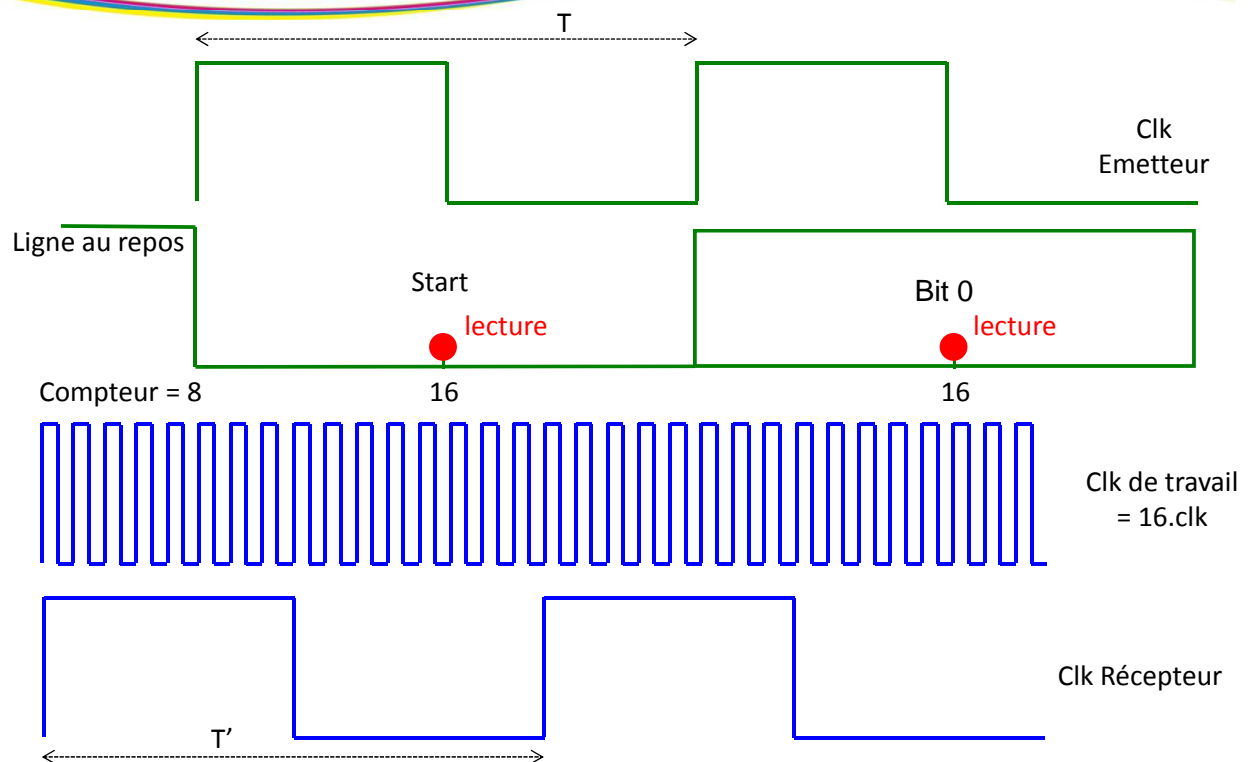 T
Clk
Emetteur
Ligne au repos
Start
Bit 0
lecture
lecture
Compteur = 8
16
16
Clk de travail
= 16.clk
Clk Récepteur
T’